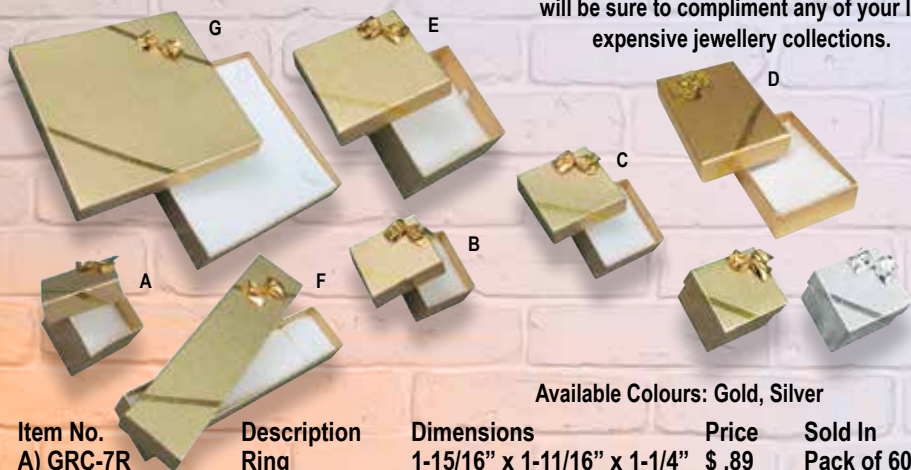 will be sure to compliment any of your
expensive jewellery collections.
G
E
D
C
B
A
F
Available Colours: Gold, Silver
Item No. Description Dimensions Price Sold In
A) GRC-7R Ring 1-15/16” x 1-11/16” x 1-1/4” $ .89 Pack of 60